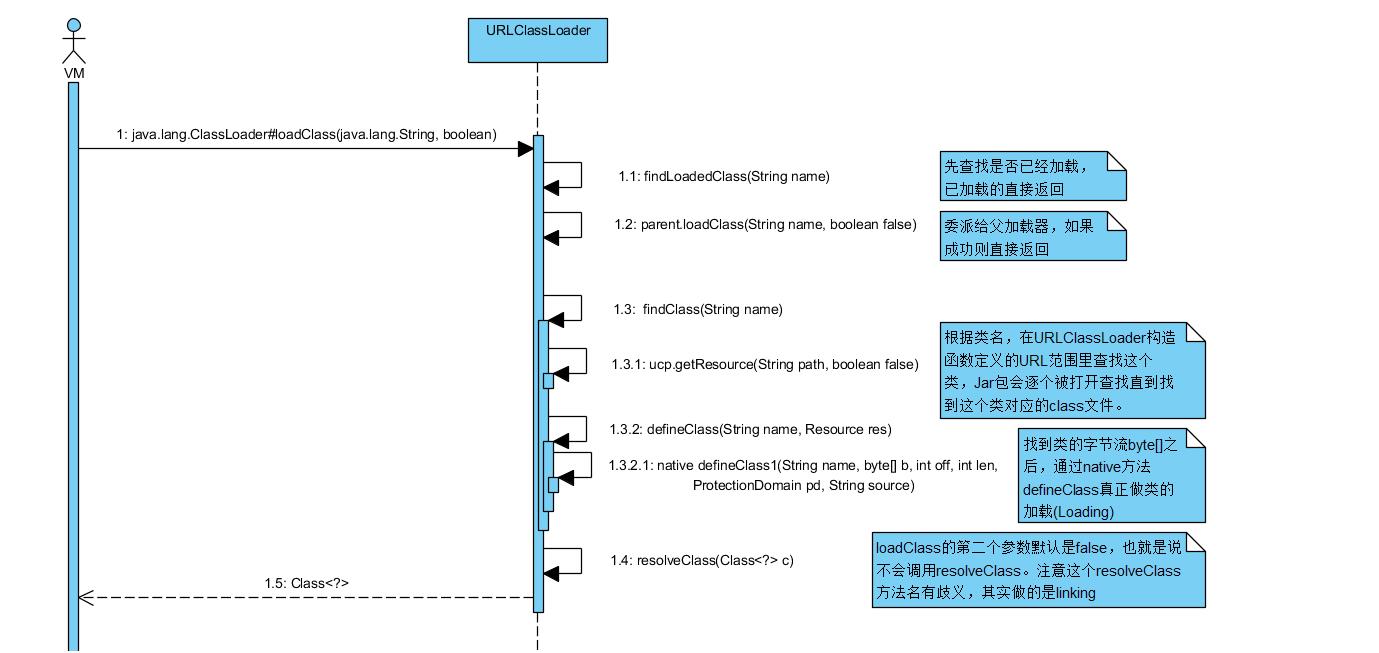 URLClassLoader
VM
1: java.lang.ClassLoader#loadClass(java.lang.String, boolean)
1.1: findLoadedClass(String name)
先查找是否已经加载，
已加载的直接返回
1.2: parent.loadClass(String name, boolean false)
委派给父加载器，如果
成功则直接返回
1.3: findClass(String name)
根据类名，在URLClassLoader构造
函数定义的URL范围里查找这个
类，Jar包会逐个被打开查找直到找
到这个类对应的class文件。
1.3.1: ucp.getResource(String path, boolean false)
1.3.2: defineClass(String name, Resource res)
1.3.2.1: native defineClass1(String name, byte[] b, int off, int len,
ProtectionDomain pd, String source)
找到类的字节流byte[]之
后，通过native方法
defineClass真正做类的
加载(Loading)
1.4: resolveClass(Class<?> c)
loadClass的第二个参数默认是false，也就是说
不会调用resolveClass。注意这个resolveClass
方法名有歧义，其实做的是linking
1.5: Class<?>